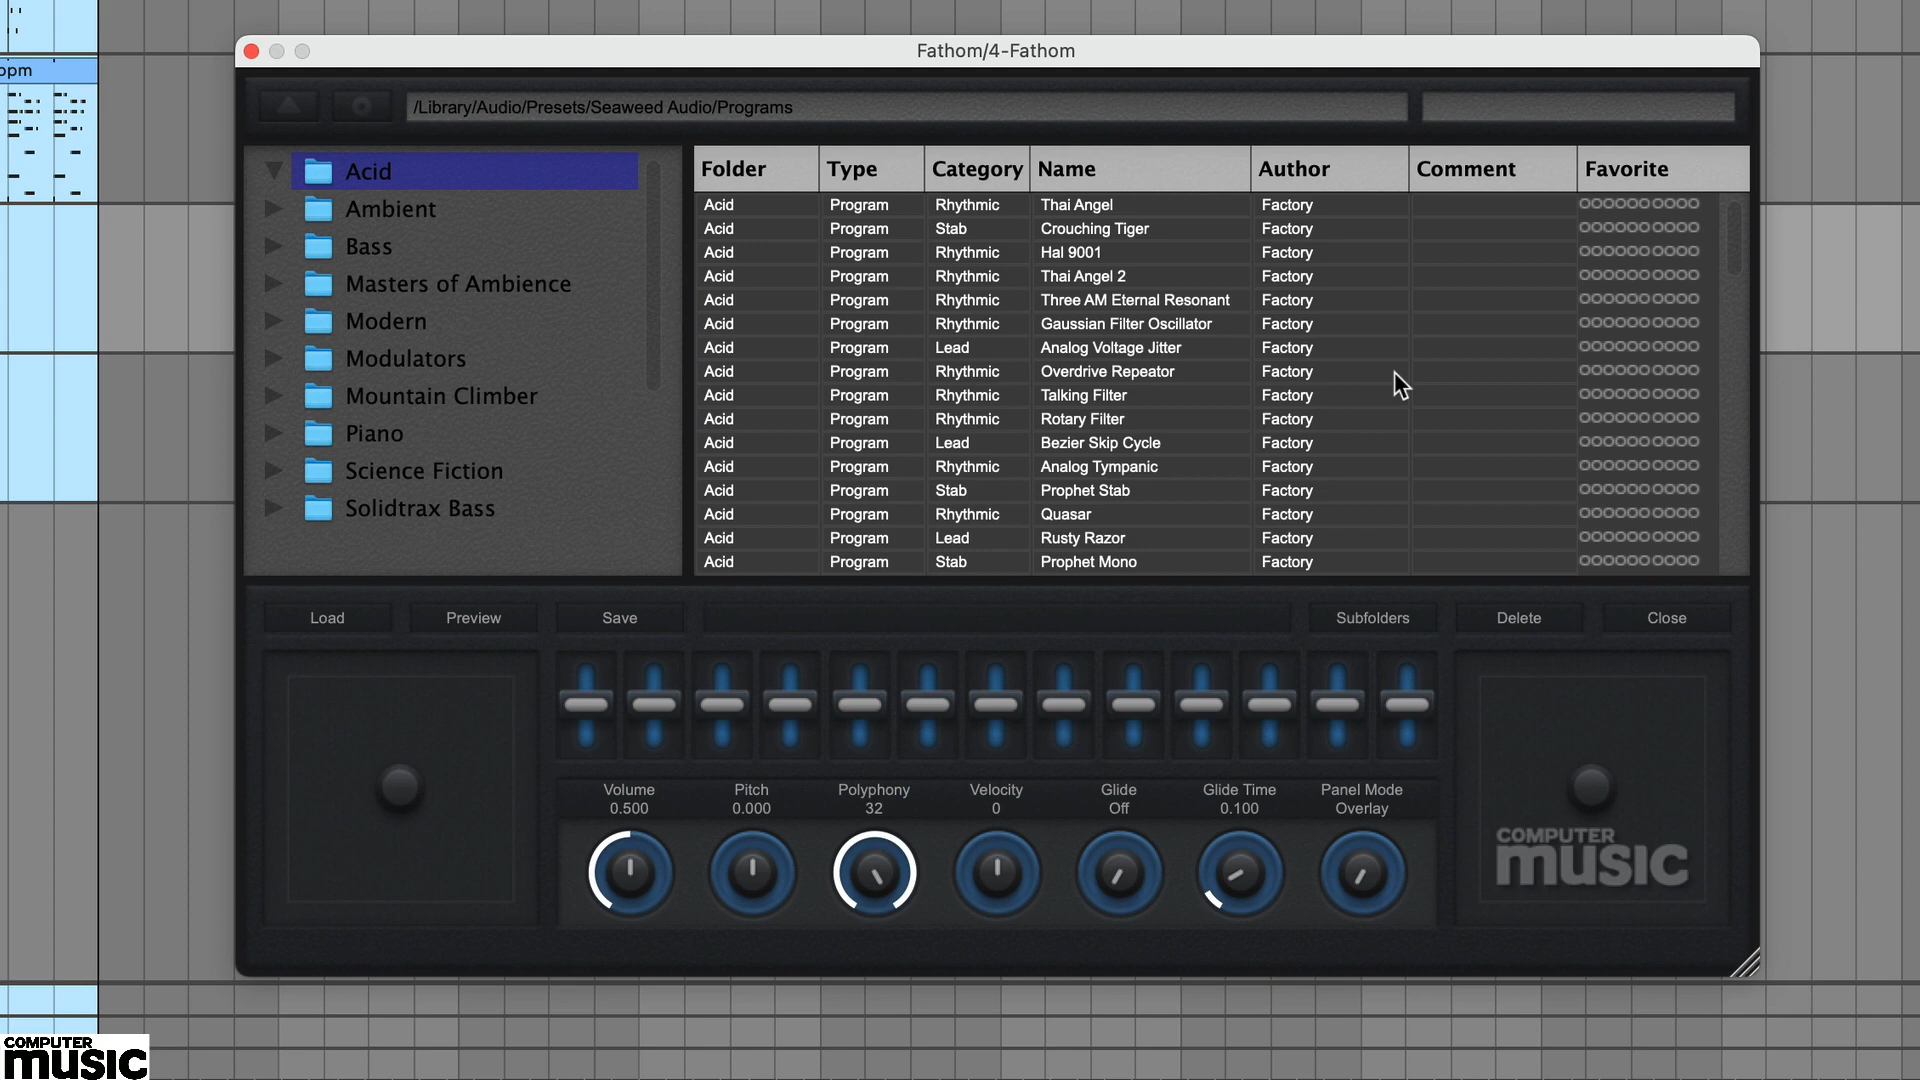 ppm
Fathom/4-Fathom
/Library/Audio/Presets/Seaweed Audio/Programs
Acid
Ambient
Bass
Masters of Ambience
Modern
Modulators
Mountain Climber
Piano
Science Fiction
Solidtrax Bass
Folder Type Category Name Author Comment Favorite
Acid Program Rhythmic Thai Angel Factory
Acid Program Stab Crouching Tiger Factory
Acid Program Rhythmic Hal 9001 Factory
Acid Program Rhythmic Thai Angel 2 Factory
Acid Program Rhythmic Three AM Eternal Resonant Factory
Acid Program Rhythmic Gaussian Filter Oscillator Factory
Acid Program Lead Analog Voltage Jitter Factory
Acid Program Rhythmic Overdrive Repeator Factory
Acid Program Rhythmic Talking Filter Factory
Acid Program Rhythmic Rotary Filter Factory
Acid Program Lead Bezier Skip Cycle Factory
Acid Program Rhythmic Analog Tympanic Factory
Acid Program Stab Prophet Stab Factory
Acid Program Rhythmic Quasar Factory
Acid Program Lead Rusty Razor Factory
Acid Program Stab Prophet Mono Factory
Load Preview Save Subfolders Delete Close
Volume Pitch Polyphony Velocity Glide Glide Time Panel Mode
0.500 0.000 32 0 Off 0.100 Overlay
COMPUTER
music
COMPUTER
music